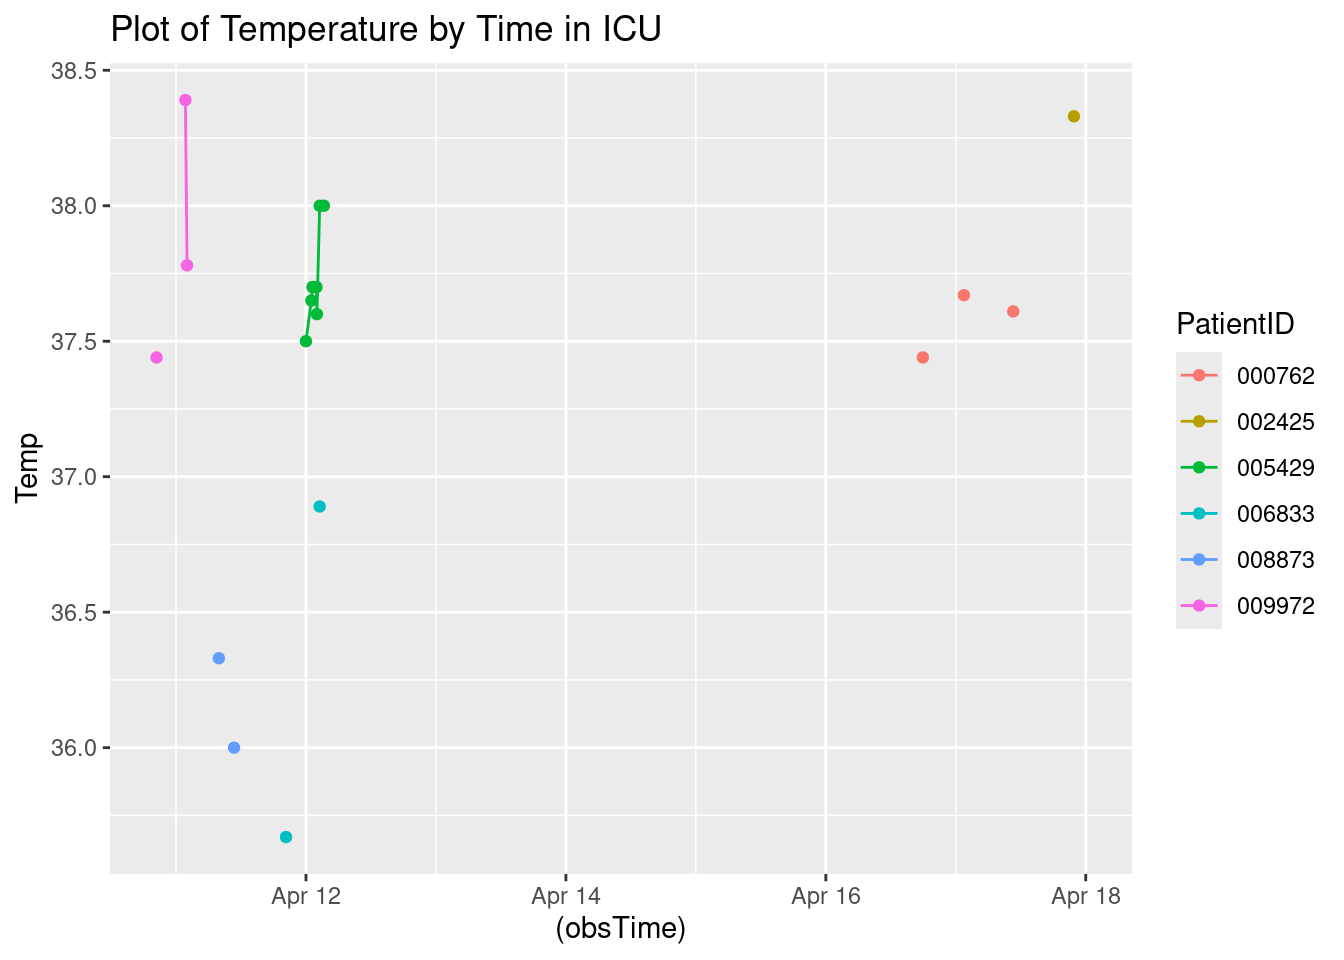 Plot of Temperature by Time in ICU
38.5
38.0
37.5
37.0
36.5
36.0
Temp
Apr 12
Apr 14
Apr 16
Apr 18
(obsTime)
PatientID
000762
002425
005429
006833
008873
009972